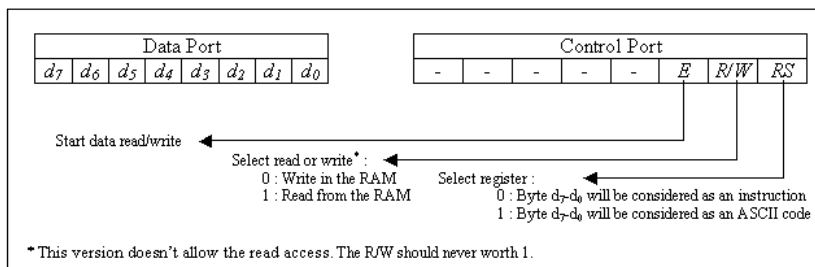 Data Port
Control Port
d7 d6 d5 d4 d3 d2 d1 d0
- - - - - E R/W RS
Start data read/write
Select read or write* :
0 : Write in the RAM
1 : Read from the RAM
Select register :
0 : Byte d7-d0 will be considered as an instruction
1 : Byte d7-d0 will be considered as an ASCII code
* This version doesn't allow the read access. The R/W should never worth 1.